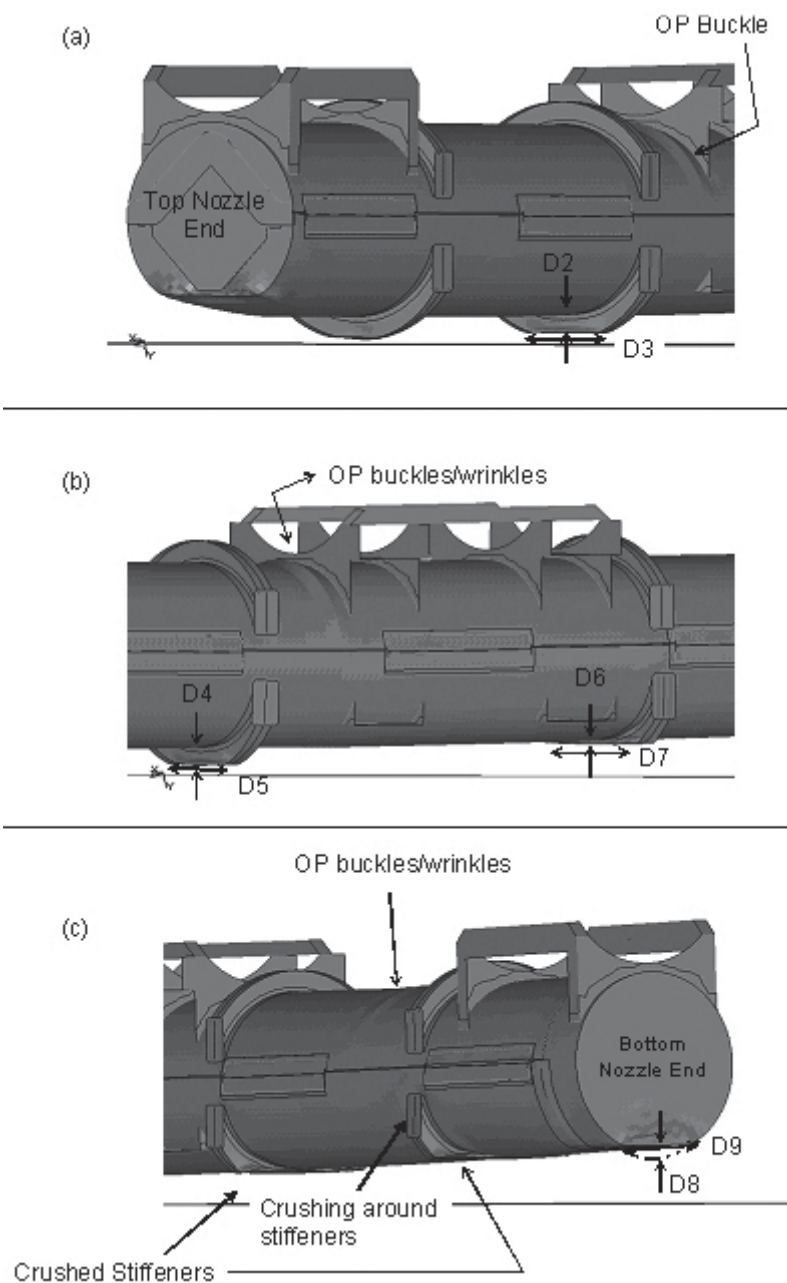 (a)
OP Buckle
Top Nozzle
End
D2
D3
(b)
OP buckles/wrinkles
D4
D6
D5
D7
OP buckles/wrinkles
(c)
Bottom
Nozzle End
D9
D8
Crushing around
stiffeners
Crushed Stiffeners